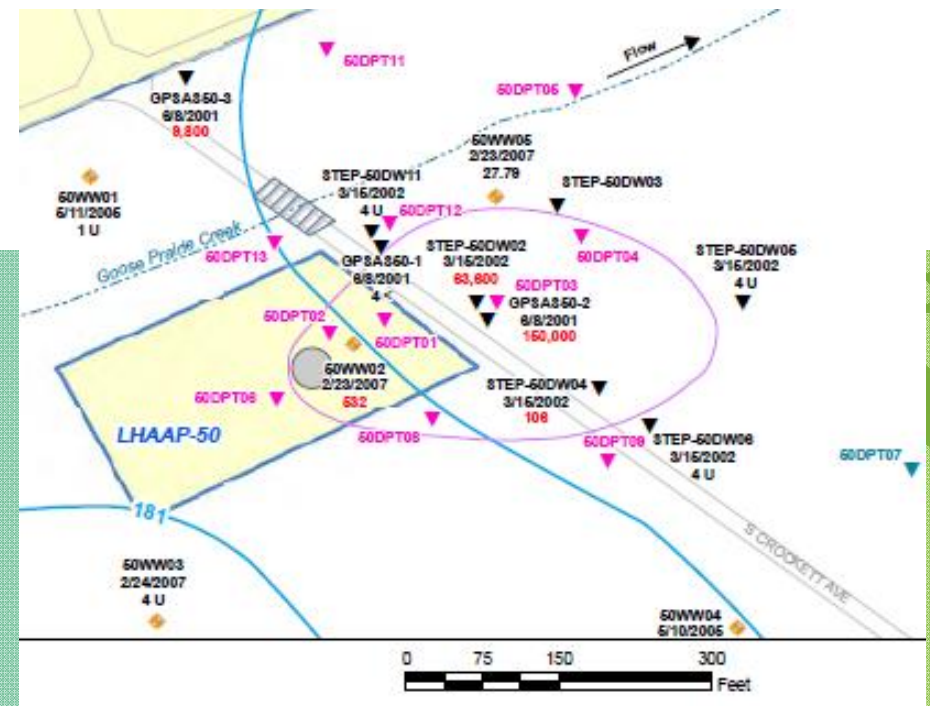 50DPT11
Flow
50DPT05
GPSAS50-3
6/8/2001
9,800
50WW05
2/23/2007
27.79
STEP-50DW11
3/15/2002
4 U
STEP-50DW03
50WW01
5/11/2005
1 U
50DPT12
Goose Prairie Creek
50DPT13
GPSAS50-1
6/8/2001
4 <
STEP-50DW02
3/15/2002
63,600
50DPT04
STEP-50DW05
3/15/2002
4 U
50DPT03
GPSAS50-2
6/8/2001
150,000
50DPT02
50DPT01
50WW02
2/23/2007
532
STEP-50DW04
3/15/2002
106
50DPT06
50DPT08
LHAAP-50
50DPT09
STEP-50DW06
3/15/2002
4 U
50DPT07
181
S CROCKETT AVE
50WW03
2/24/2007
4 U
50WW04
5/10/2005
0 75 150 300
Feet